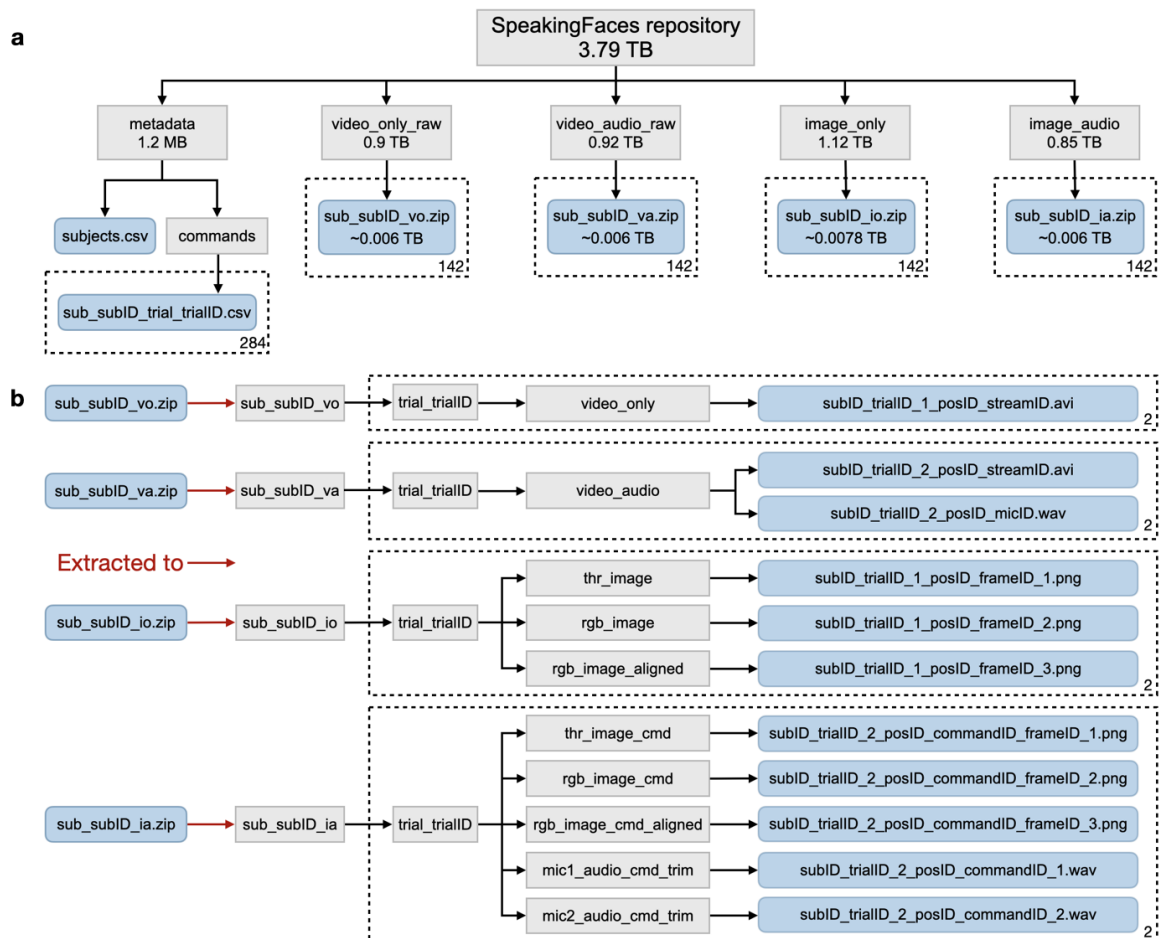 a
SpeakingFaces repository
3.79 TB
metadata
1.2 MB
video_only_raw
0.9 TB
video_audio_raw
0.92 TB
image_only
1.12 TB
image_audio
0.85 TB
subjects.csv
commands
sub_subID_vo.zip
~0.006 TB
142
sub_subID_va.zip
~0.006 TB
142
sub_subID_io.zip
~0.0078 TB
142
sub_subID_ia.zip
~0.006 TB
142
sub_subID_trial_trialID.csv
284
b
sub_subID_vo.zip
sub_subID_vo
trial_trialID
video_only
subID_trialID_1_posID_streamID.avi
2
sub_subID_va.zip
sub_subID_va
trial_trialID
video_audio
subID_trialID_2_posID_streamID.avi
subID_trialID_2_posID_micID.wav
2
Extracted to
sub_subID_io.zip
sub_subID_io
trial_trialID
thr_image
subID_trialID_1_posID_frameID_1.png
rgb_image
subID_trialID_1_posID_frameID_2.png
rgb_image_aligned
subID_trialID_1_posID_frameID_3.png
2
sub_subID_ia.zip
sub_subID_ia
trial_trialID
thr_image_cmd
subID_trialID_2_posID_commandID_frameID_1.png
rgb_image_cmd
subID_trialID_2_posID_commandID_frameID_2.png
rgb_image_cmd_aligned
subID_trialID_2_posID_commandID_frameID_3.png
mic1_audio_cmd_trim
subID_trialID_2_posID_commandID_1.wav
mic2_audio_cmd_trim
subID_trialID_2_posID_commandID_2.wav
2